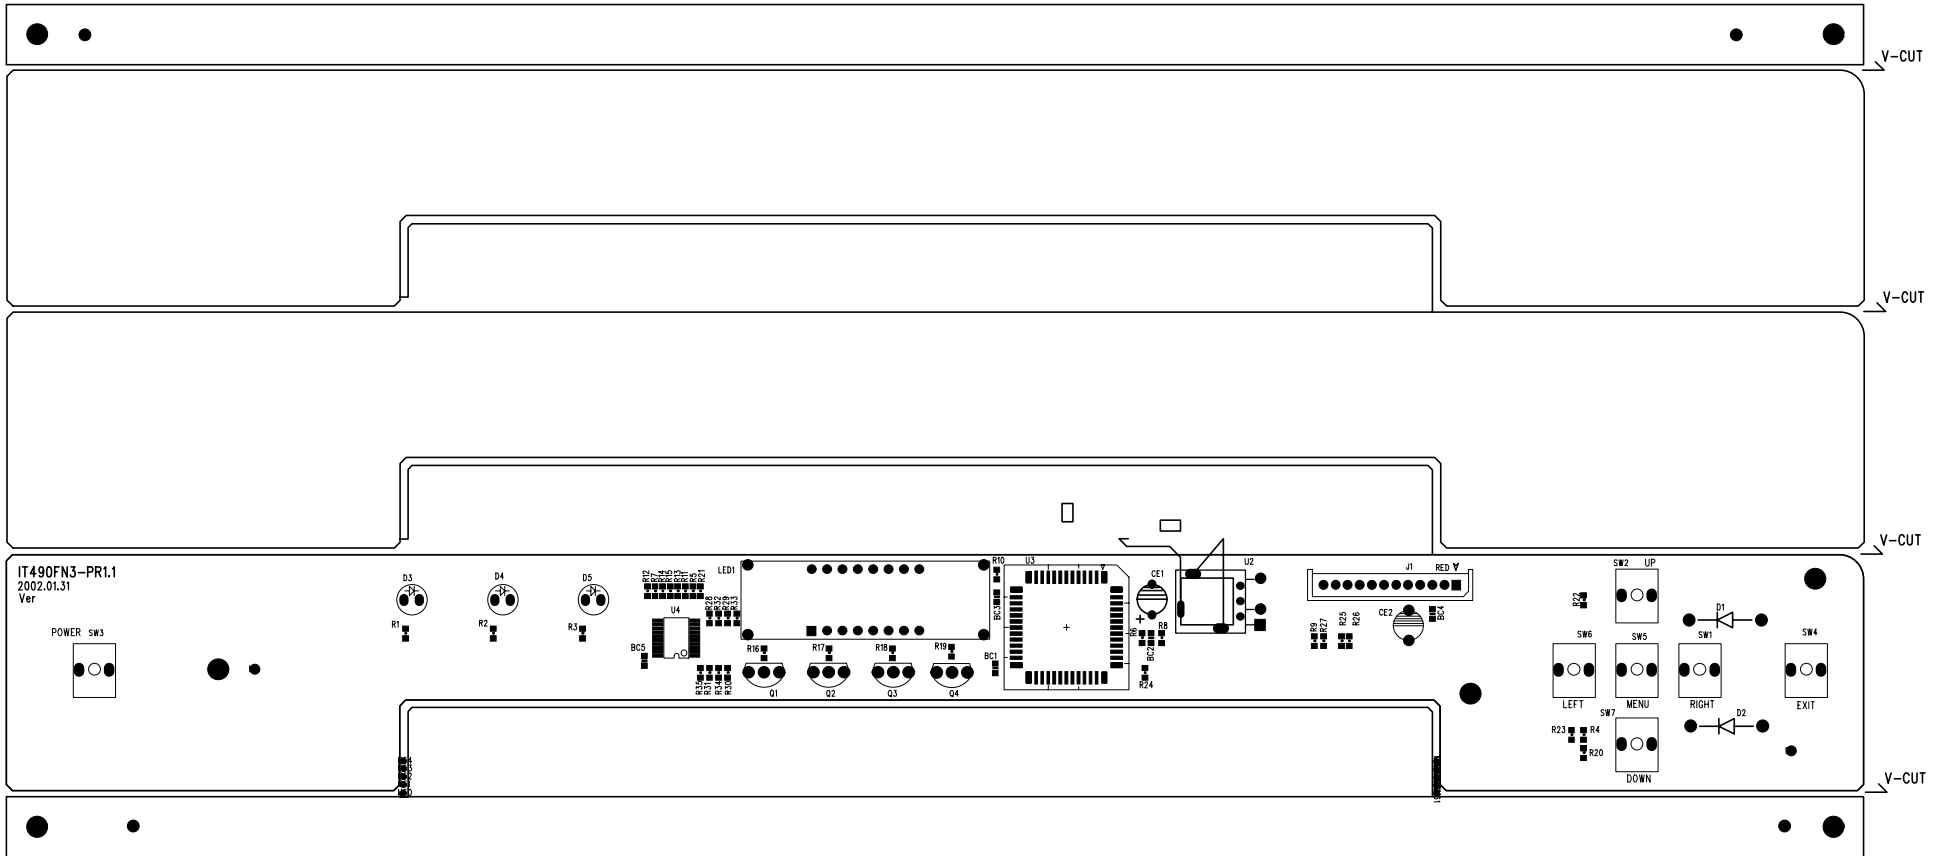 V-CUT
V-CUT
V-CUT
IT490FN3-PR1.1
2002.01.31
Ver
POWER SW3
D3
R1
D4
R2
D5
R3
R12
R7
R14
R15
R13
R11
R5
R21
U4
R28
R32
R29
R33
BC5
R35
R31
R34
R30
LED1
R16
Q1
R17
Q2
R18
Q3
R19
Q4
R10
BC3
BC1
U3
CE1
+
R6
BC2
R8
R24
U2
J1
RED
R9
R27
R25
R26
CE2
BC4
R22
SW2 UP
D1
SW6
LEFT
SW5
MENU
SW1
RIGHT
SW4
EXIT
SW7
DOWN
D2
R23
R4
R20
V-CUT